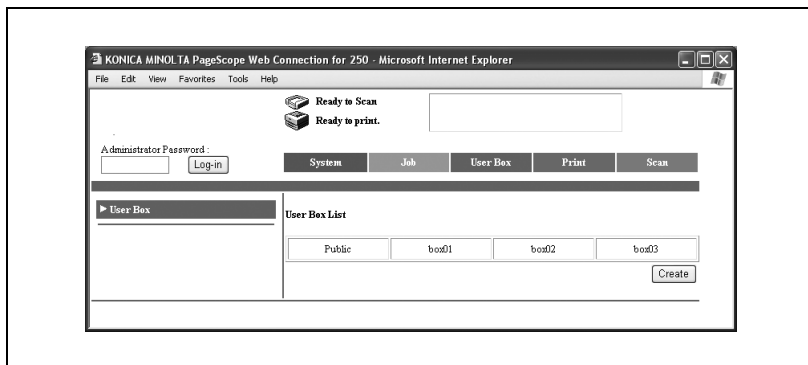 KONICA MINOLTA PageScope Web Connection for 250 - Microsoft Internet Explorer
File Edit View Favorites Tools Help
Ready to Scan
Ready to print.
Administrator Password :
Log-in
System Job User Box Print Scan
User Box
User Box List
Public box01 box02 box03
Create